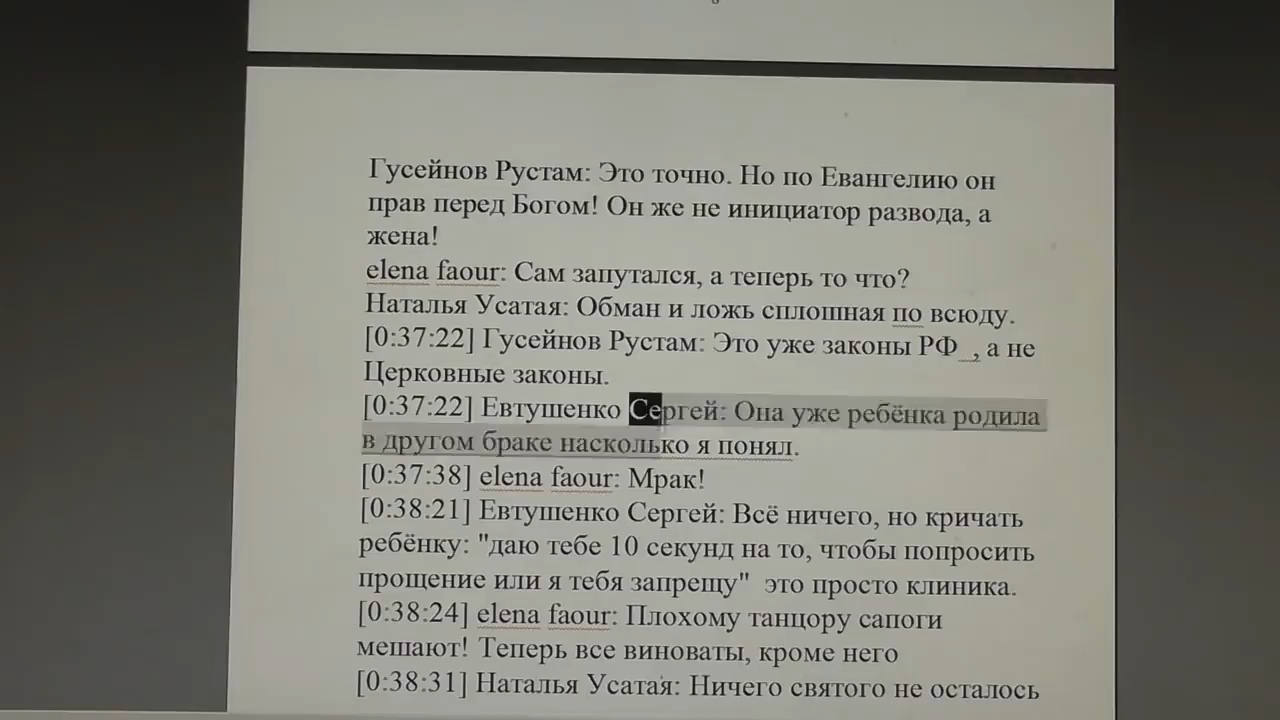 Гусейнов Рустам: Это точно. Но по Евангелию он
прав перед Богом! Он же не инициатор развода, а
жена!
elena faour: Сам запутался, а теперь то что?
Наталья Усатая: Обман и ложь сплошная по всюду.
[0:37:22] Гусейнов Рустам: Это уже законы РФ , а не
Церковные законы.
[0:37:22] Евтушенко Сергей: Она уже ребёнка родила
в другом браке насколько я понял.
[0:37:38] elena faour: Мрак!
[0:38:21] Евтушенко Сергей: Всё ничего, но кричать
ребёнку: "даю тебе 10 секунд на то, чтобы попросить
прощение или я тебя запрещу" это просто клиника.
[0:38:24] elena faour: Плохому танцору сапоги
мешают! Теперь все виноваты, кроме него
[0:38:31] Наталья Усатая: Ничего святого не осталось